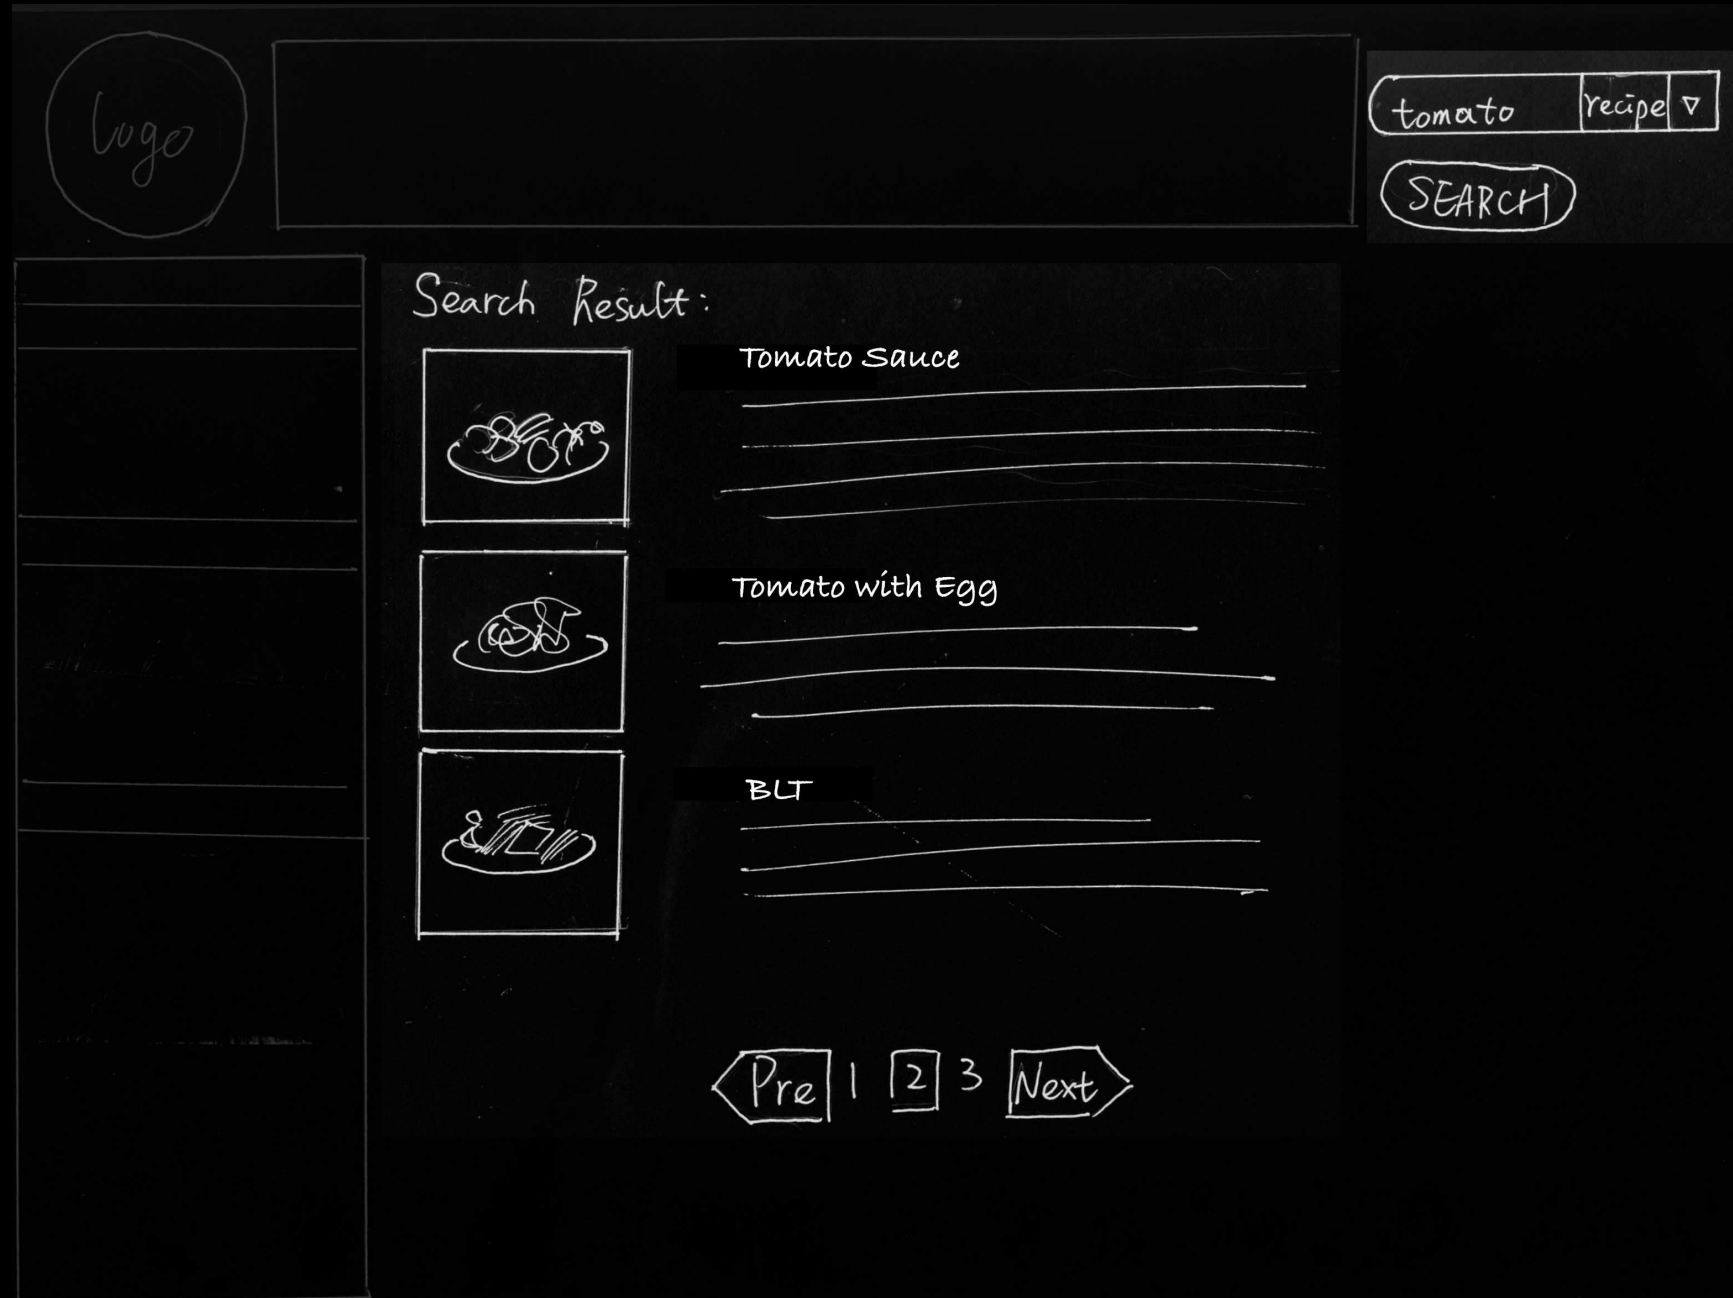 Logo
tomato recipe
SEARCH
Search Result:
Tomato Sauce
Tomato with Egg
BLT
Pre 1 2 3 Next